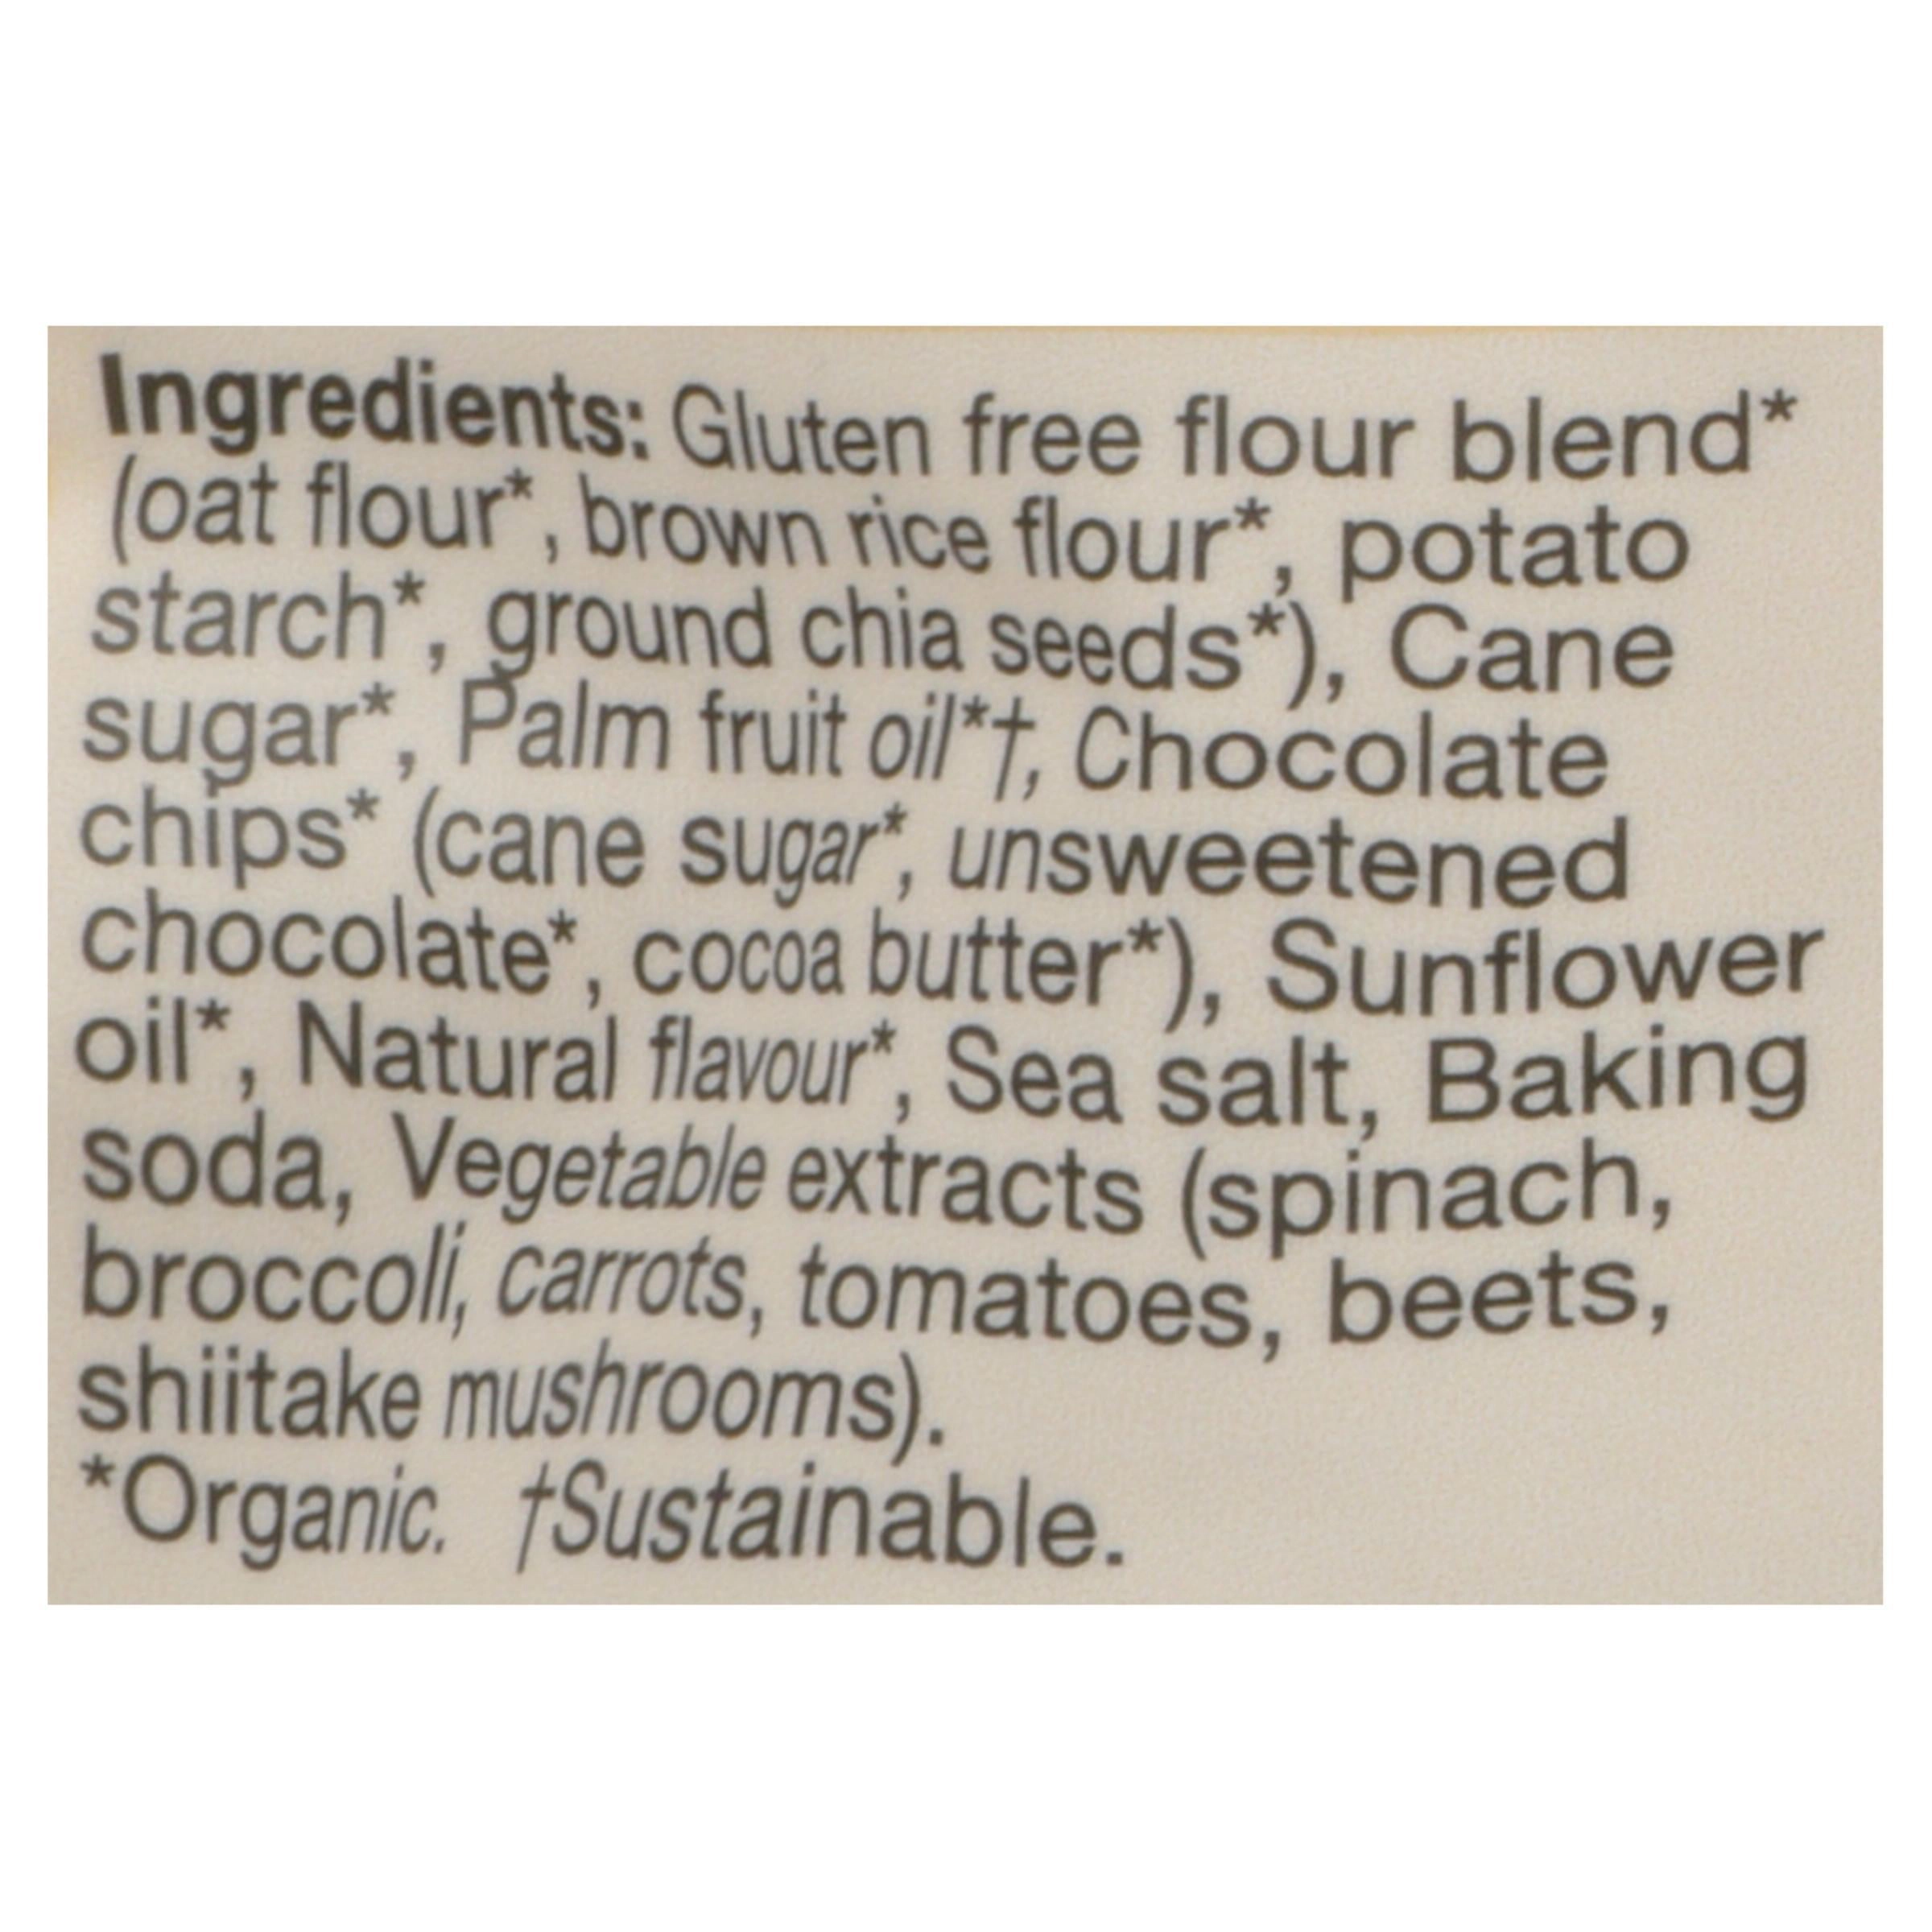 Ingredients: Gluten free flour blend*
(oat flour*, brown rice flour*, potato
starch*, ground chia seeds*), Cane
sugar*, Palm fruit oil*†, Chocolate
chips* (cane sugar*, unsweetened
chocolate*, cocoa butter*), Sunflower
oil*, Natural flavour*, Sea salt, Baking
soda, Vegetable extracts (spinach,
broccoli, carrots, tomatoes, beets,
shiitake mushrooms).
*Organic. †Sustainable.